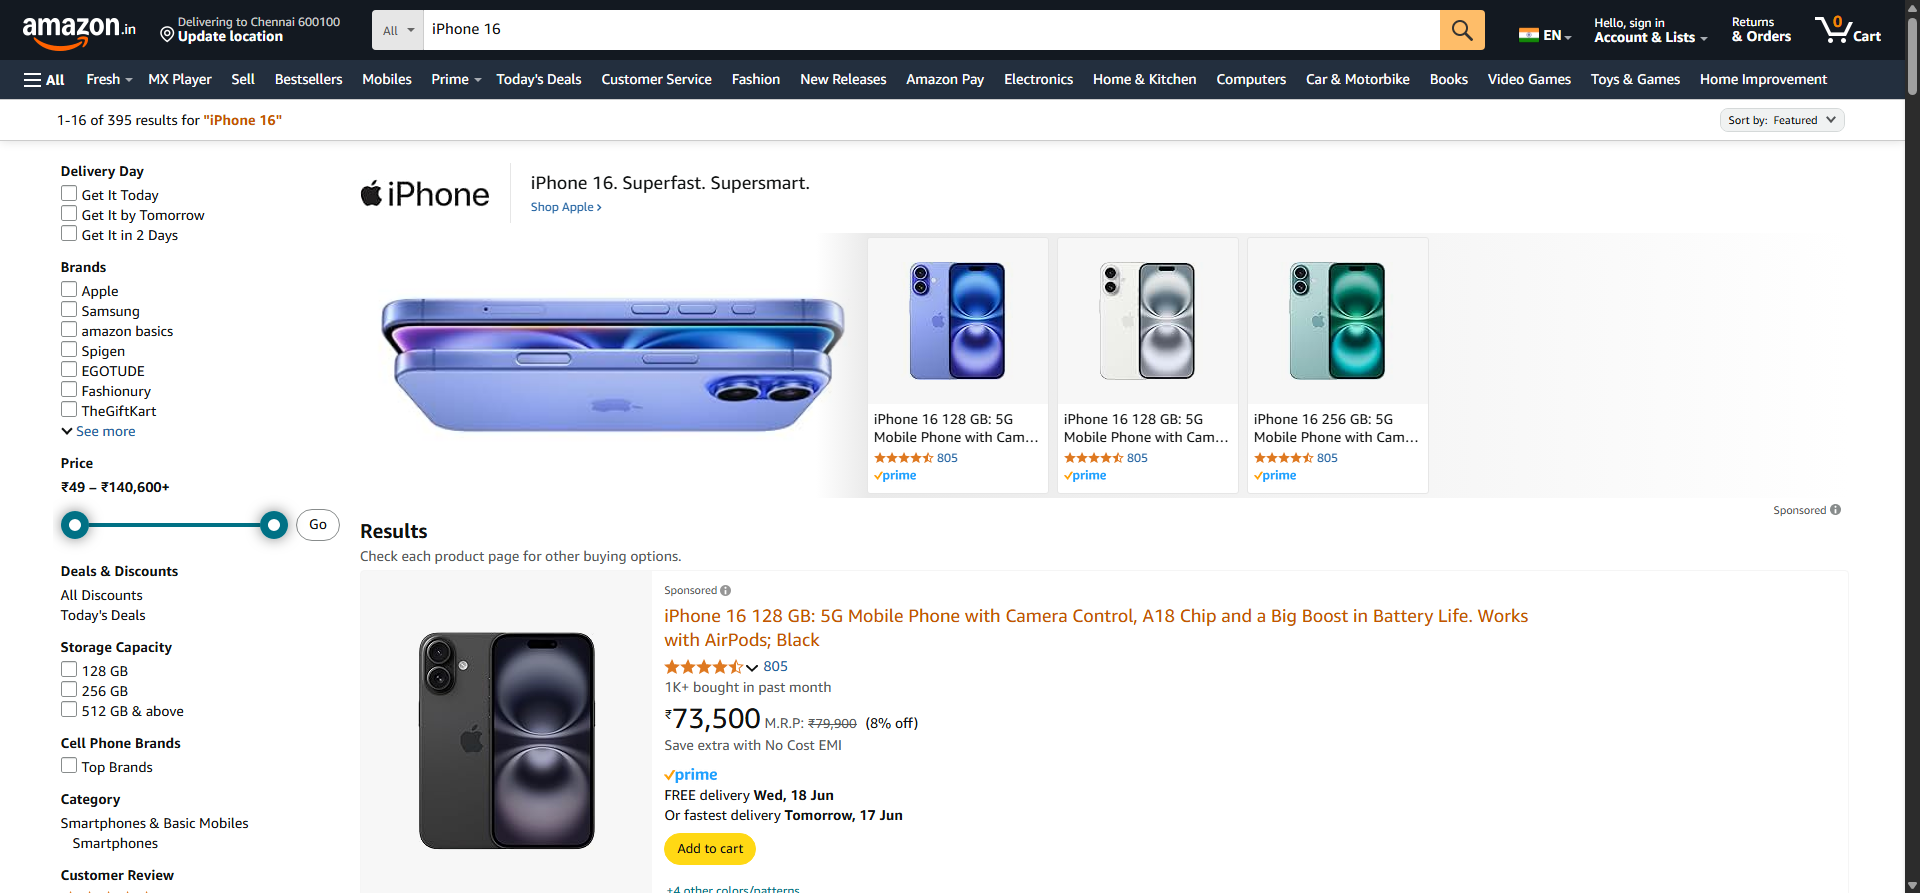 amazon.in
Delivering to Chennai 600100
Update location
All
iPhone 16
EN
Hello, sign in
Account & Lists
Returns
& Orders
0
Cart
All
Fresh
MX Player
Sell
Bestsellers
Mobiles
Prime
Today's Deals
Customer Service
Fashion
New Releases
Amazon Pay
Electronics
Home & Kitchen
Computers
Car & Motorbike
Books
Video Games
Toys & Games
Home Improvement
1-16 of 395 results for "iPhone 16"
Sort by: Featured
Delivery Day
Get It Today
Get It by Tomorrow
Get It in 2 Days
Brands
Apple
Samsung
amazon basics
Spigen
EGOTUDE
Fashionury
TheGiftKart
See more
Price
₹49 – ₹140,600+
Go
Deals & Discounts
All Discounts
Today's Deals
Storage Capacity
128 GB
256 GB
512 GB & above
Cell Phone Brands
Top Brands
Category
Smartphones & Basic Mobiles
Smartphones
Customer Review
iPhone
iPhone 16. Superfast. Supersmart.
Shop Apple ›
iPhone 16 128 GB: 5G
Mobile Phone with Cam...
805
prime
iPhone 16 128 GB: 5G
Mobile Phone with Cam...
805
prime
iPhone 16 256 GB: 5G
Mobile Phone with Cam...
805
prime
Sponsored
Results
Check each product page for other buying options.
Sponsored
iPhone 16 128 GB: 5G Mobile Phone with Camera Control, A18 Chip and a Big Boost in Battery Life. Works
with AirPods; Black
805
1K+ bought in past month
₹73,500 M.R.P: ₹79,900 (8% off)
Save extra with No Cost EMI
prime
FREE delivery Wed, 18 Jun
Or fastest delivery Tomorrow, 17 Jun
Add to cart
+4 other colors/patterns